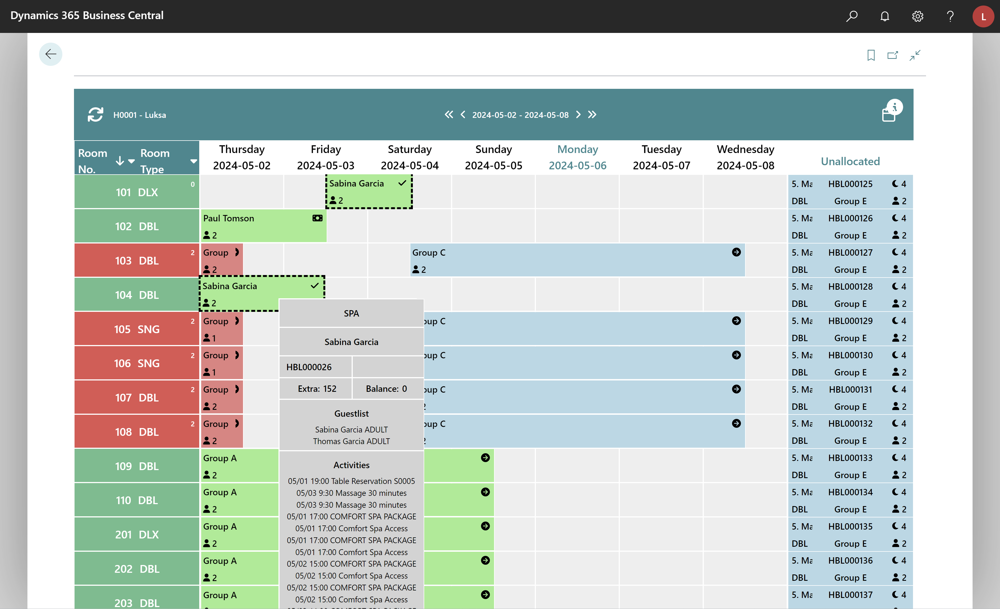 Dynamics 365 Business Central
L
H0001 - Luksa
2024-05-02 - 2024-05-08
Room No.
Room Type
Thursday 2024-05-02
Friday 2024-05-03
Saturday 2024-05-04
Sunday 2024-05-05
Monday 2024-05-06
Tuesday 2024-05-07
Wednesday 2024-05-08
Unallocated
101 DLX 0
Sabina Garcia
2
5. Ma HBL000125 4
DBL Group E 2
102 DBL
Paul Tomson
2
5. Ma HBL000126 4
DBL Group E 2
103 DBL 2
Group
2
Group C
2
5. Ma HBL000127 4
DBL Group E 2
104 DBL
Sabina Garcia
2
5. Ma HBL000128 4
DBL Group E 2
105 SNG 2
Group
1
oup C
5. Ma HBL000129 4
DBL Group E 2
106 SNG 2
Group
1
oup C
5. Ma HBL000130 4
DBL Group E 2
107 DBL 2
Group
2
oup C
2
5. Ma HBL000131 4
DBL Group E 2
108 DBL 2
Group
2
oup C
2
5. Ma HBL000132 4
DBL Group E 2
109 DBL
Group A
2
5. Ma HBL000133 4
DBL Group E 2
110 DBL
Group A
2
5. Ma HBL000134 4
DBL Group E 2
201 DLX
Group A
2
5. Ma HBL000135 4
DBL Group E 2
202 DBL
Group A
2
5. Ma HBL000136 4
DBL Group E 2
203 DBL
Group A
5. Ma HBL000137 4
SPA
Sabina Garcia
HBL000026
Extra: 152 Balance: 0
Guestlist
Sabina Garcia ADULT
Thomas Garcia ADULT
Activities
05/01 19:00 Table Reservation S0005
05/03 9:30 Massage 30 minutes
05/03 9:30 Massage 30 minutes
05/01 17:00 COMFORT SPA PACKAGE
05/01 17:00 Comfort Spa Access
05/01 17:00 COMFORT SPA PACKAGE
05/01 17:00 Comfort Spa Access
05/02 15:00 COMFORT SPA PACKAGE
05/02 15:00 Comfort Spa Access
05/02 15:00 COMFORT SPA PACKAGE
05/02 15:00 Comfort Spa Access